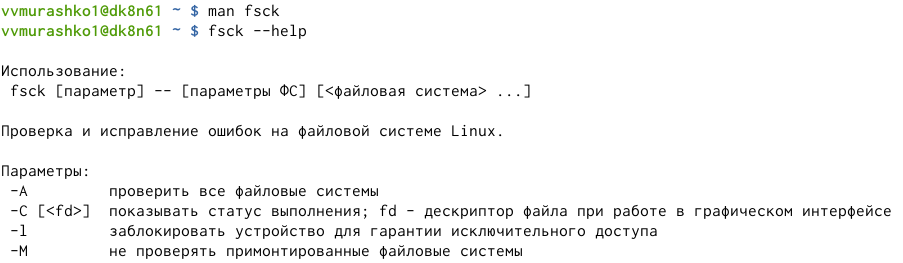 vvmurashko1@dk8n61 ~ $ man fsck
vvmurashko1@dk8n61 ~ $ fsck --help
Использование:
fsck [параметр] -- [параметры ФС] [<файловая система> ...]
Проверка и исправление ошибок на файловой системе Linux.
Параметры:
-A проверить все файловые системы
-C [<fd>] показывать статус выполнения; fd - дескриптор файла при работе в графическом интерфейсе
-l заблокировать устройство для гарантии исключительного доступа
-M не проверять примонтированные файловые системы